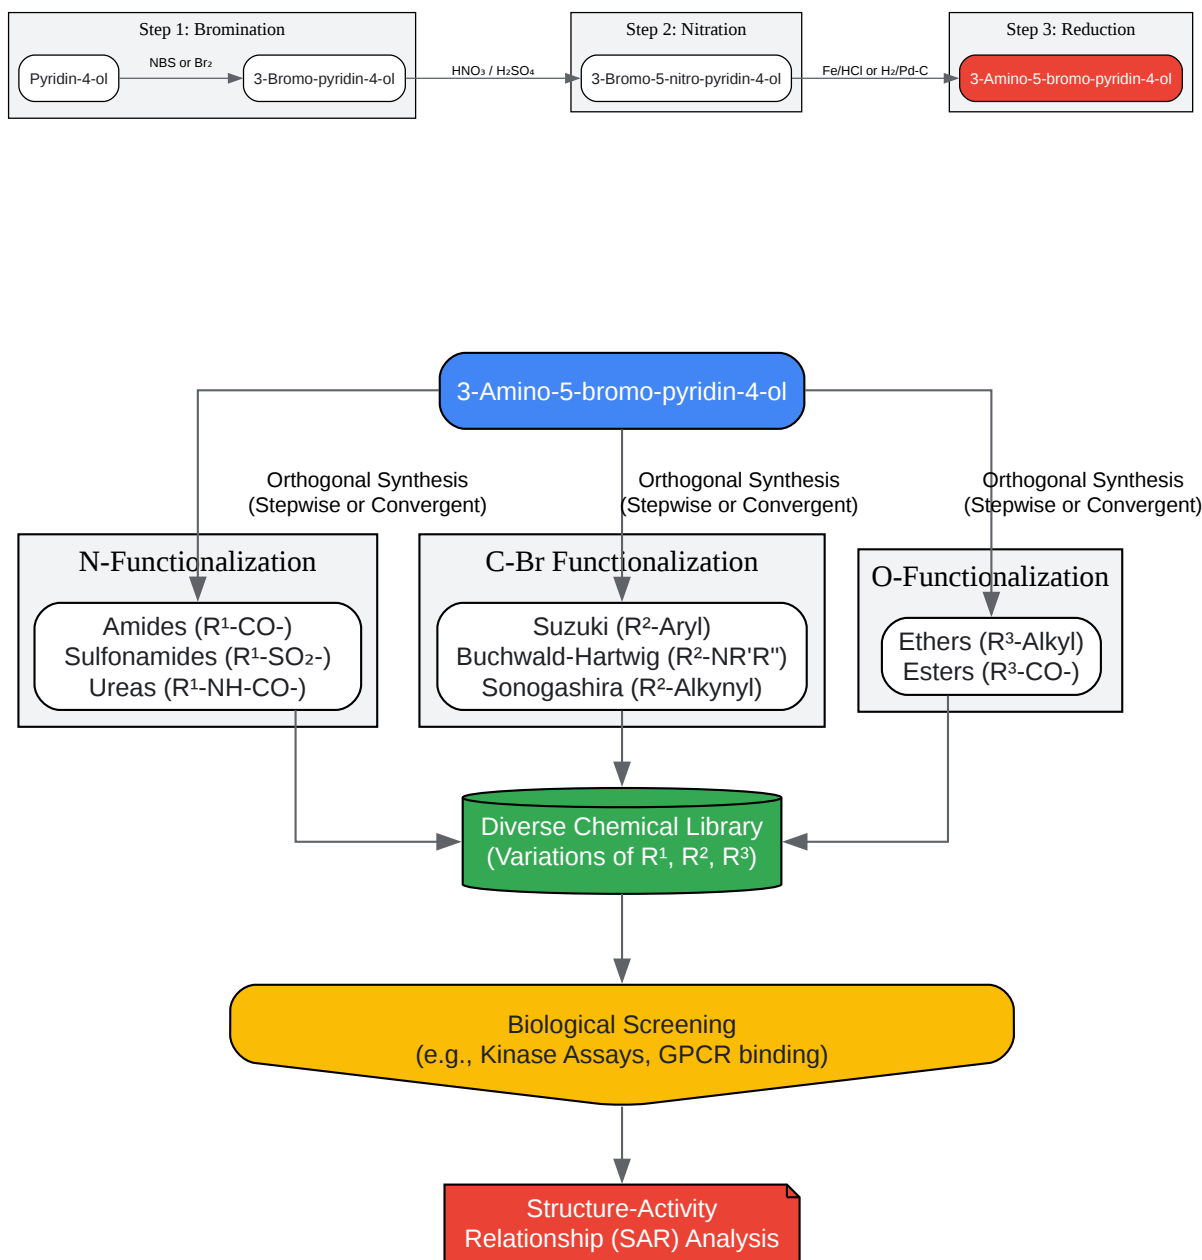 Step 1: Bromination
Step 2: Nitration
Step 3: Reduction
Pyridin-4-ol
NBS or Br₂
3-Bromo-pyridin-4-ol
HNO₃ / H₂SO₄
3-Bromo-5-nitro-pyridin-4-ol
Fe/HCl or H₂/Pd-C
3-Amino-5-bromo-pyridin-4-ol
3-Amino-5-bromo-pyridin-4-ol
Orthogonal Synthesis
(Stepwise or Convergent)
Orthogonal Synthesis
(Stepwise or Convergent)
Orthogonal Synthesis
(Stepwise or Convergent)
N-Functionalization
Amides (R¹-CO-)
Sulfonamides (R¹-SO₂-)
Ureas (R¹-NH-CO-)
C-Br Functionalization
Suzuki (R²-Aryl)
Buchwald-Hartwig (R²-NR'R")
Sonogashira (R²-Alkynyl)
O-Functionalization
Ethers (R³-Alkyl)
Esters (R³-CO-)
Diverse Chemical Library
(Variations of R¹, R², R³)
Biological Screening
(e.g., Kinase Assays, GPCR binding)
Structure-Activity
Relationship (SAR) Analysis